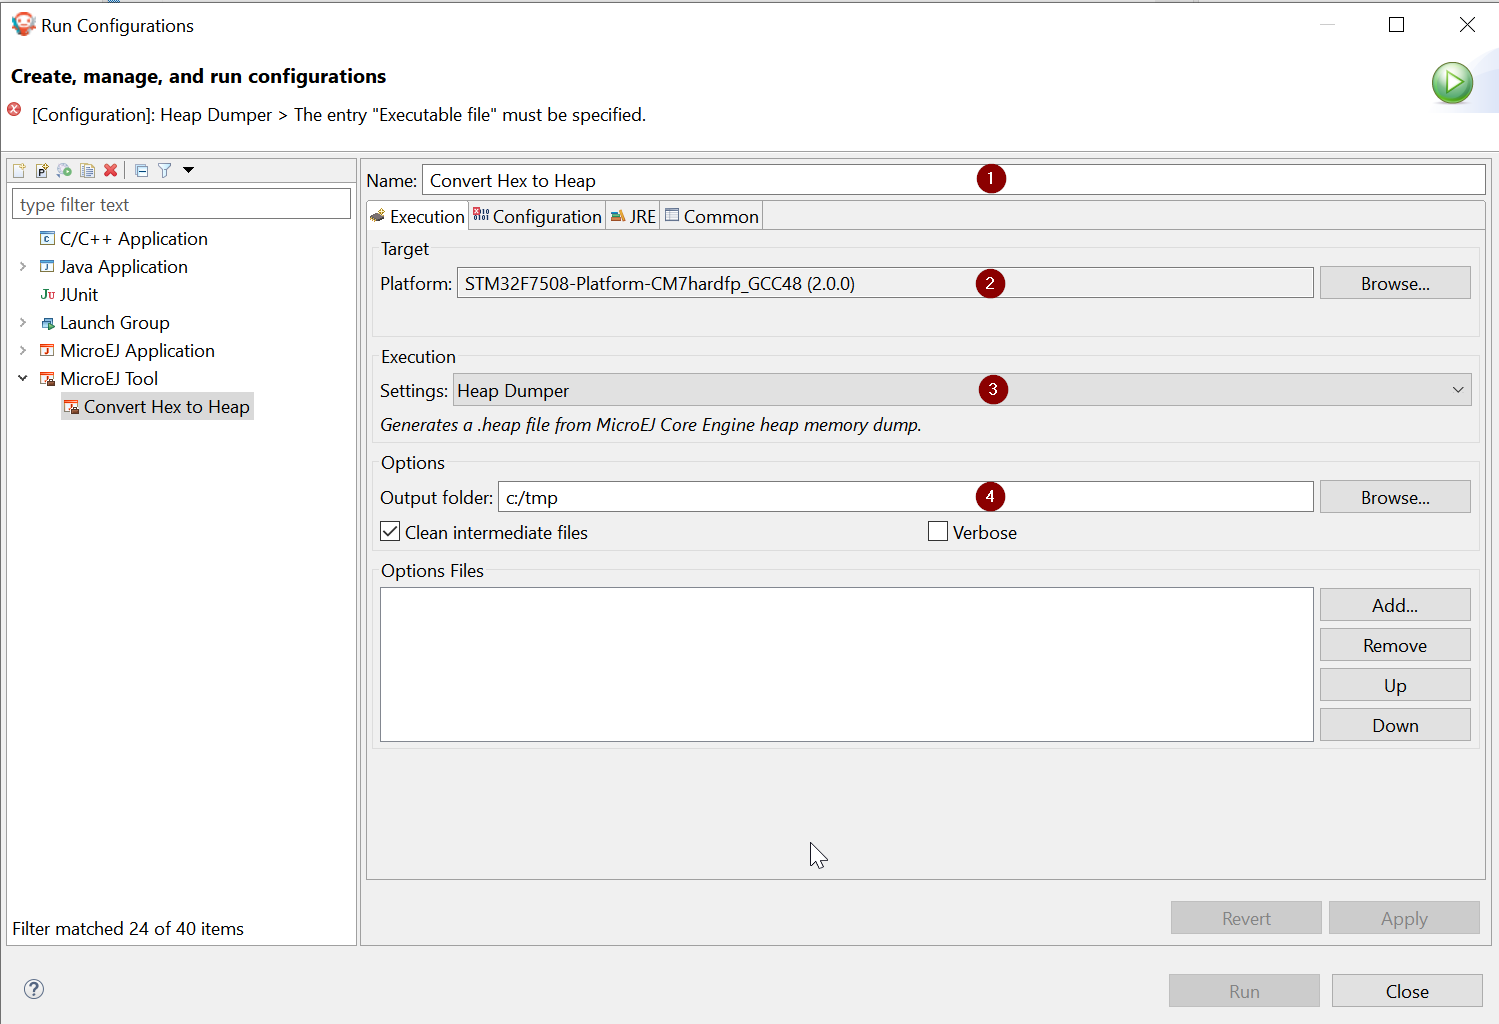 Run Configurations
Create, manage, and run configurations
[Configuration]: Heap Dumper > The entry "Executable file" must be specified.
type filter text
C/C++ Application
Java Application
JUnit
Launch Group
MicroEJ Application
MicroEJ Tool
Convert Hex to Heap
Filter matched 24 of 40 items
Name: Convert Hex to Heap 1
Execution Configuration JRE Common
Target
Platform: STM32F7508-Platform-CM7hardfp_GCC48 (2.0.0) 2 Browse...
Execution
Settings: Heap Dumper 3
Generates a .heap file from MicroEJ Core Engine heap memory dump.
Options
Output folder: c:/tmp 4 Browse...
Clean intermediate files Verbose
Options Files
Add...
Remove
Up
Down
Revert Apply
Run Close